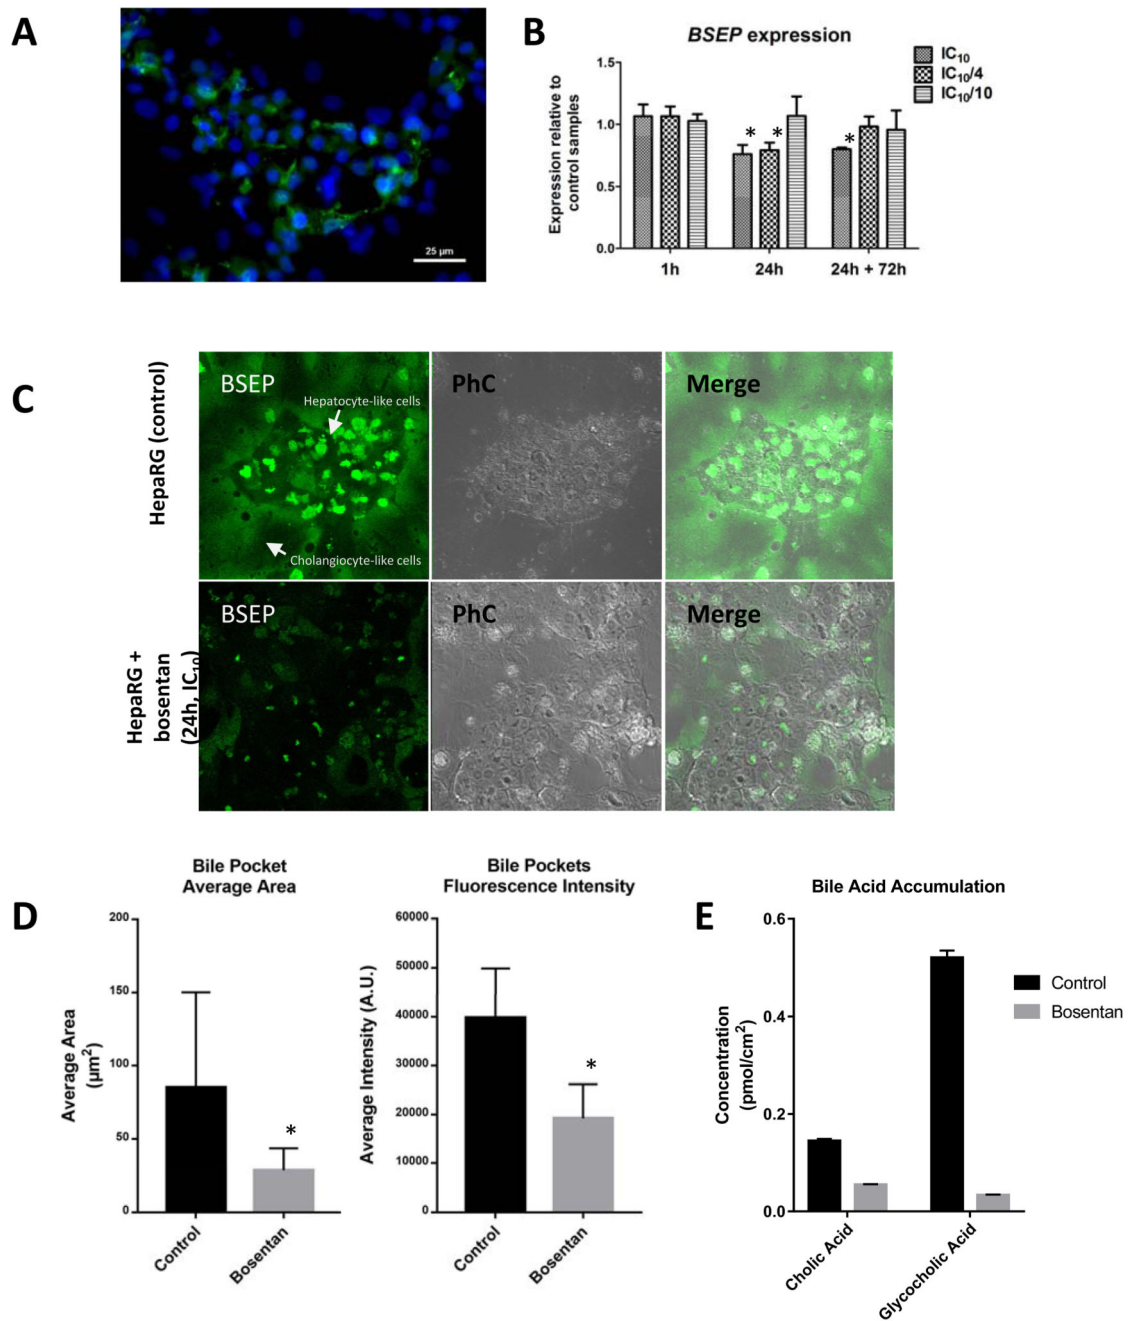 A
25 µm
B
BSEP expression
IC10
IC10/4
IC10/10
Expression relative to
control samples
1.5
1.0
0.5
0.0
*
*
*
1h
24h
24h + 72h
C
HepaRG (control)
BSEP
Hepatocyte-like cells
Cholangiocyte-like cells
PhC
Merge
HepaRG +
bosentan
(24h, IC10)
BSEP
PhC
Merge
D
Bile Pocket
Average Area
Average Area
(µm²)
200
150
100
50
0
*
Control
Bosentan
Bile Pockets
Fluorescence Intensity
Average Intensity (A.U.)
60000
50000
40000
30000
20000
10000
0
*
Control
Bosentan
E
Bile Acid Accumulation
Concentration
(pmol/cm²)
0.6
0.4
0.2
0.0
Cholic Acid
Glycocholic Acid
Control
Bosentan